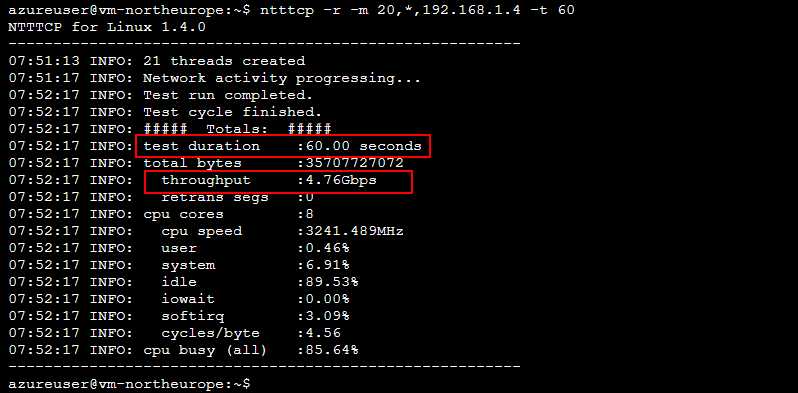 azureuser@vm-northeurope:~$ ntttcp -r -m 20,*,192.168.1.4 -t 60
NTTTCP for Linux 1.4.0
---------------------------------------------------------
07:51:13 INFO: 21 threads created
07:51:17 INFO: Network activity progressing...
07:52:17 INFO: Test run completed.
07:52:17 INFO: Test cycle finished.
07:52:17 INFO: #####  Totals:  #####
07:52:17 INFO: test duration    :60.00 seconds
07:52:17 INFO: total bytes      :35707727072
07:52:17 INFO:   throughput     :4.76Gbps
07:52:17 INFO:   retrans segs   :0
07:52:17 INFO: cpu cores        :8
07:52:17 INFO:   cpu speed      :3241.489MHz
07:52:17 INFO:   user           :0.46%
07:52:17 INFO:   system         :6.91%
07:52:17 INFO:   idle           :89.53%
07:52:17 INFO:   iowait         :0.00%
07:52:17 INFO:   softirq        :3.09%
07:52:17 INFO:   cycles/byte    :4.56
07:52:17 INFO: cpu busy (all)   :85.64%
---------------------------------------------------------
azureuser@vm-northeurope:~$